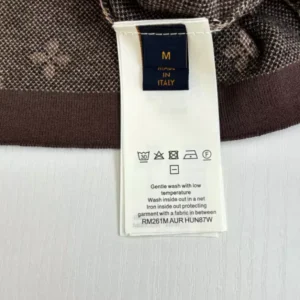 M
MADE
IN
ITALY
Gentle wash with low
temperature
Wash inside out in a net
Iron inside out protecting
garment with a fabric in between
RM261M AUR HUN87W